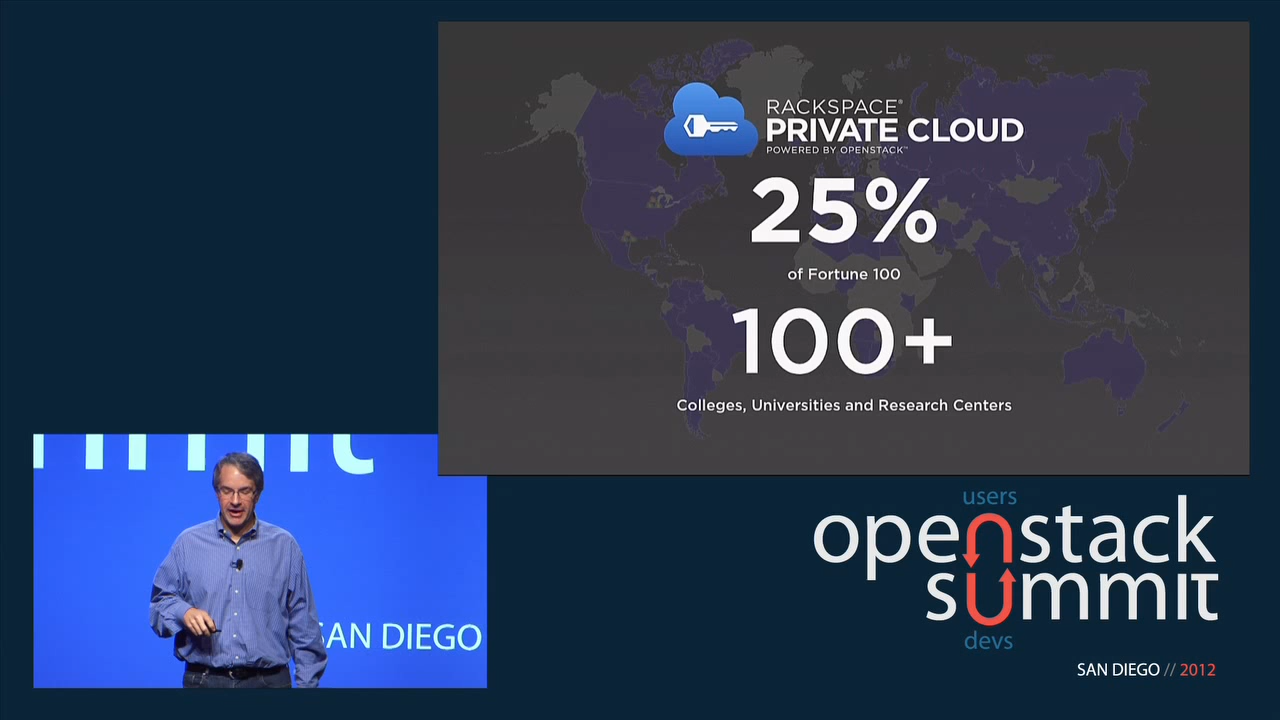 RACKSPACE®
PRIVATE CLOUD
POWERED BY OPENSTACK™
25%
of Fortune 100
100+
Colleges, Universities and Research Centers
SAN DIEGO
users
openstack
summit
devs
SAN DIEGO // 2012